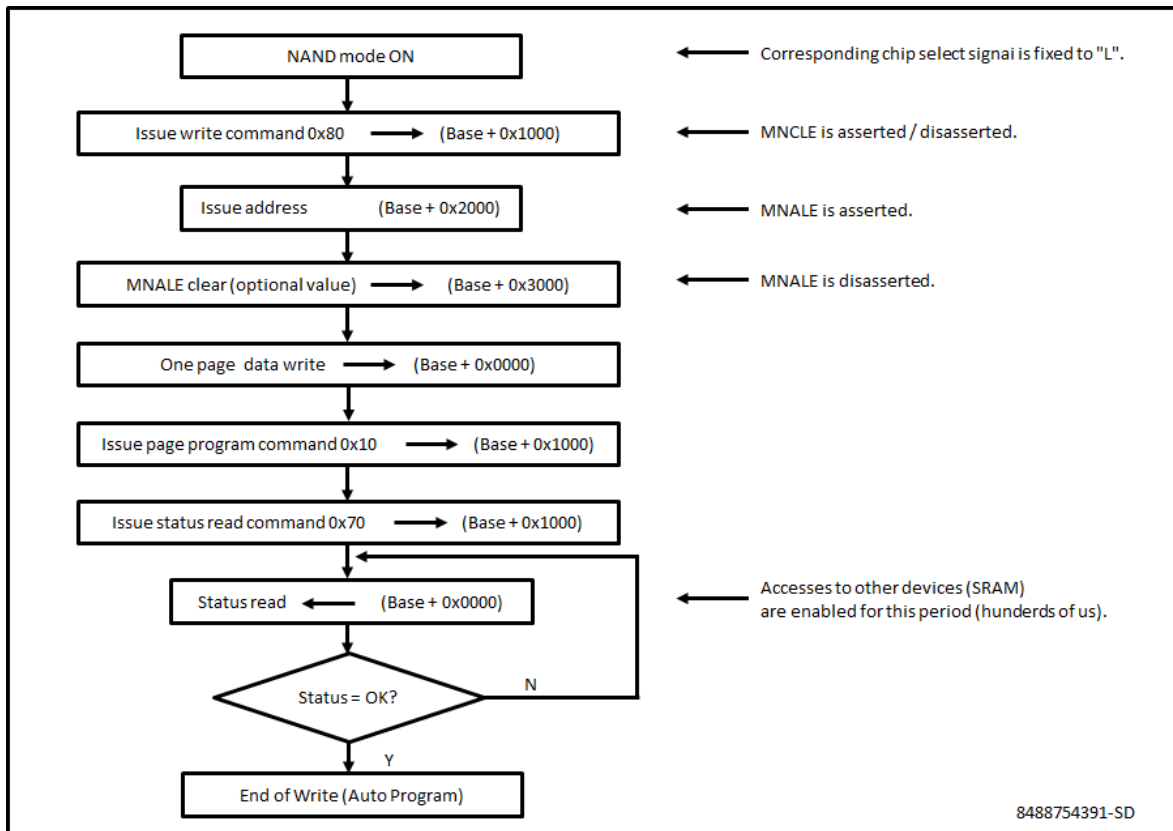 NAND mode ON
Corresponding chip select signai is fixed to "L".
Issue write command 0x80 (Base + 0x1000)
MNCLE is asserted / disasserted.
Issue address (Base + 0x2000)
MNALE is asserted.
MNALE clear (optional value) (Base + 0x3000)
MNALE is disasserted.
One page data write (Base + 0x0000)
Issue page program command 0x10 (Base + 0x1000)
Issue status read command 0x70 (Base + 0x1000)
Status read (Base + 0x0000)
Accesses to other devices (SRAM)
are enabled for this period (hunderds of us).
Status = OK?
N
Y
End of Write (Auto Program)
8488754391-SD